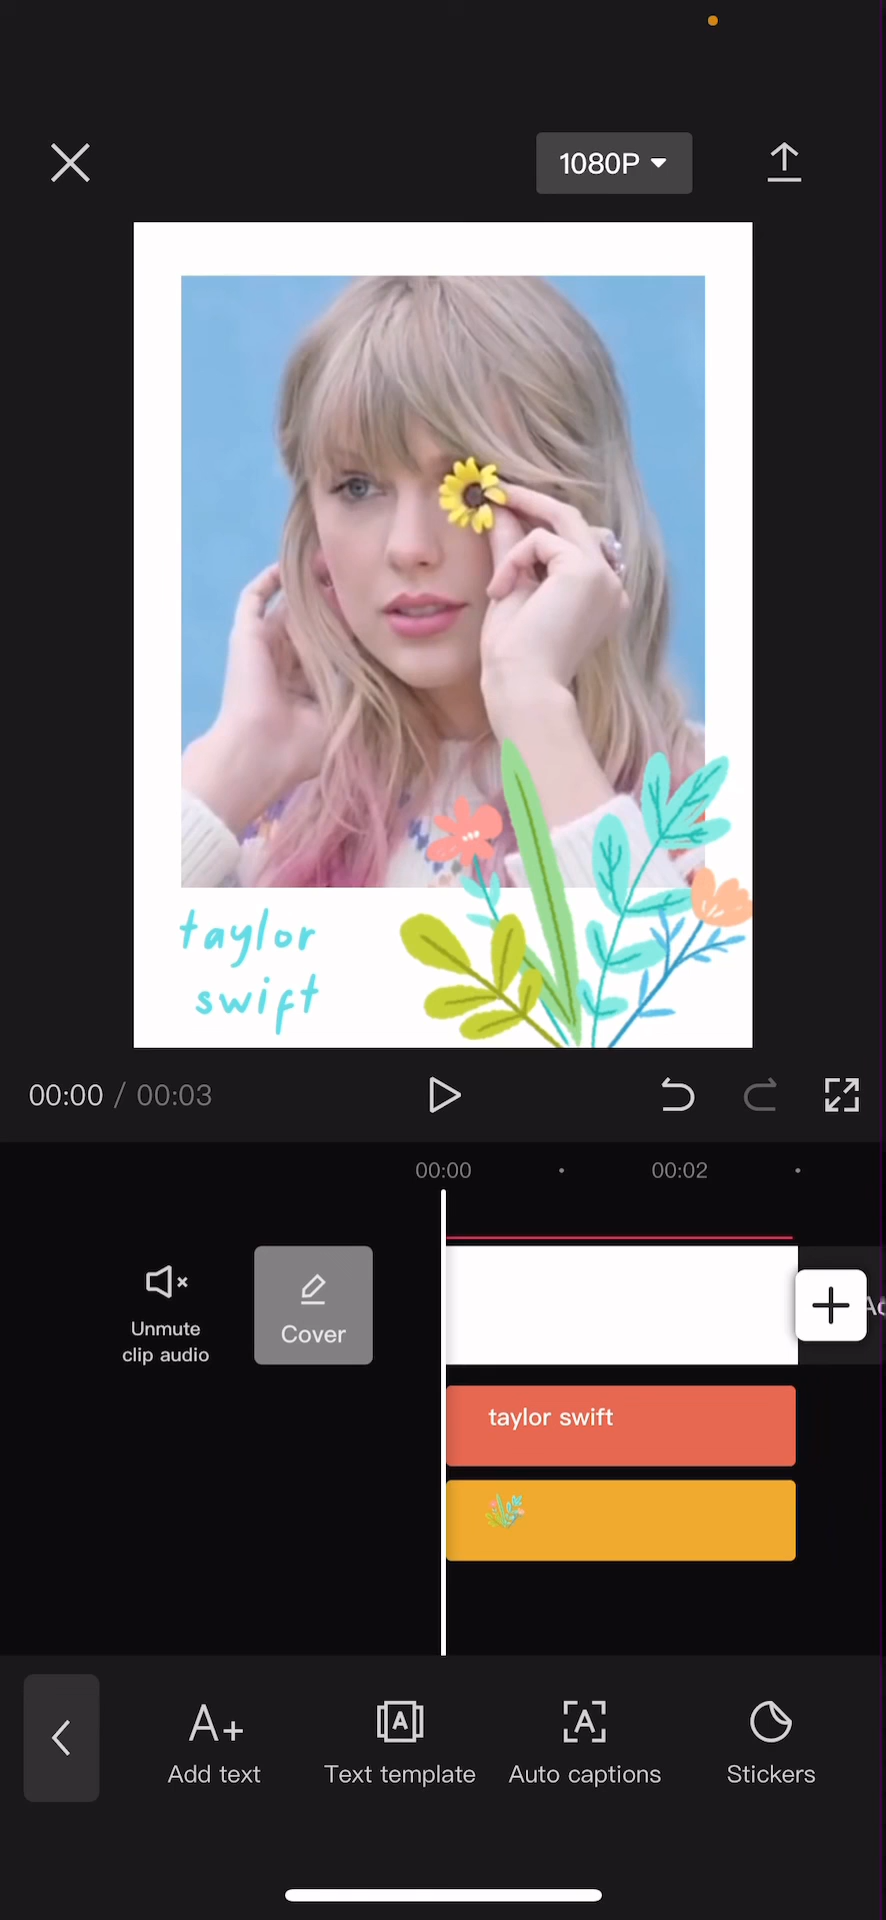 1080P
taylor
swift
00:00 / 00:03
00:00
00:02
Unmute
clip audio
Cover
taylor swift
Add text
Text template
Auto captions
Stickers